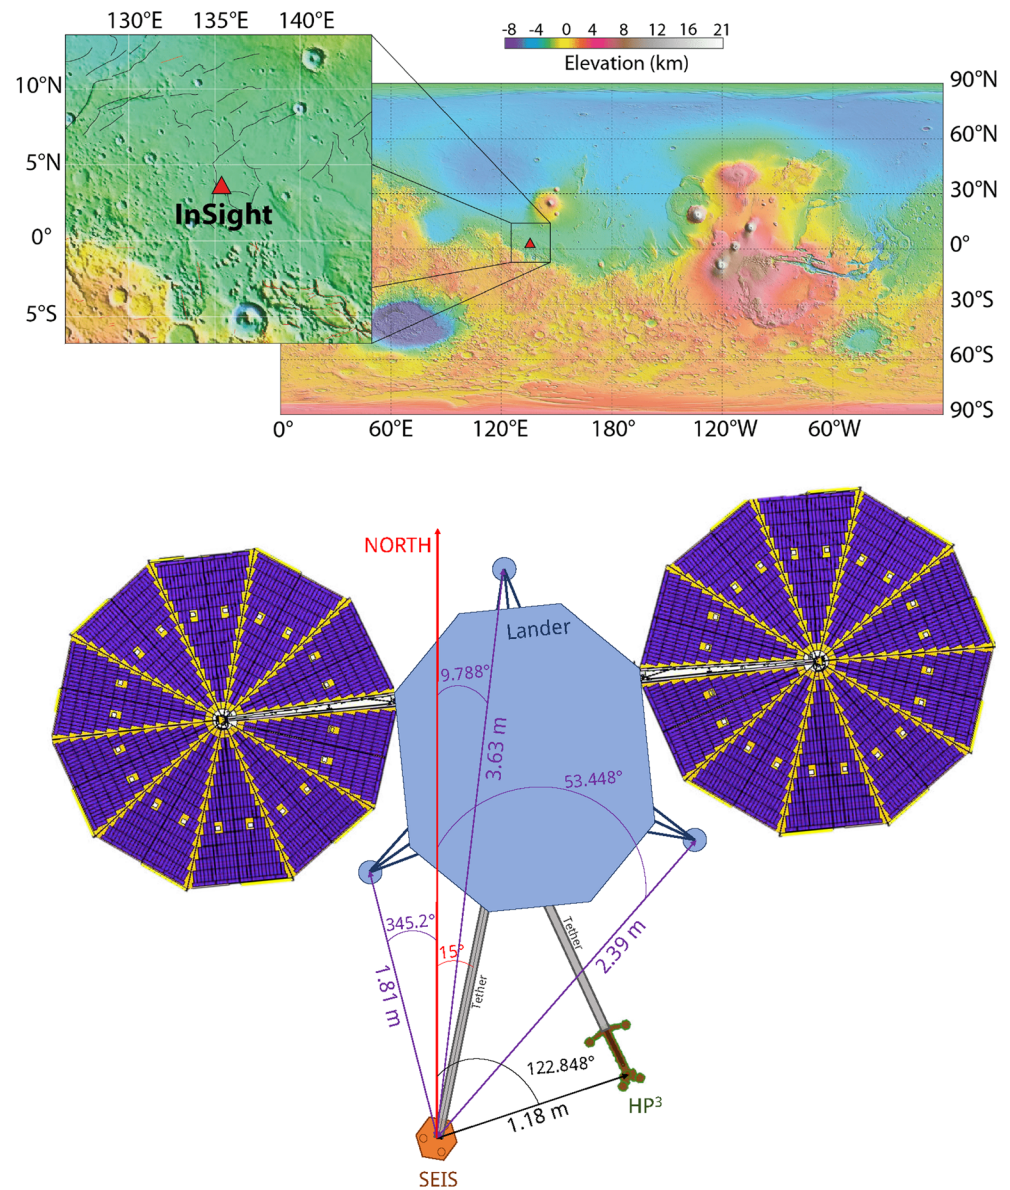 130°E 135°E 140°E
-8 -4 0 4 8 12 16 21
Elevation (km)
10°N
5°N
0°
5°S
InSight
90°N
60°N
30°N
0°
30°S
60°S
90°S
0° 60°E 120°E 180° 120°W 60°W
NORTH
Lander
9.788°
3.63 m
53.448°
345.2°
15°
Tether
Tether
2.39 m
1.81 m
122.848°
1.18 m
HP³
SEIS